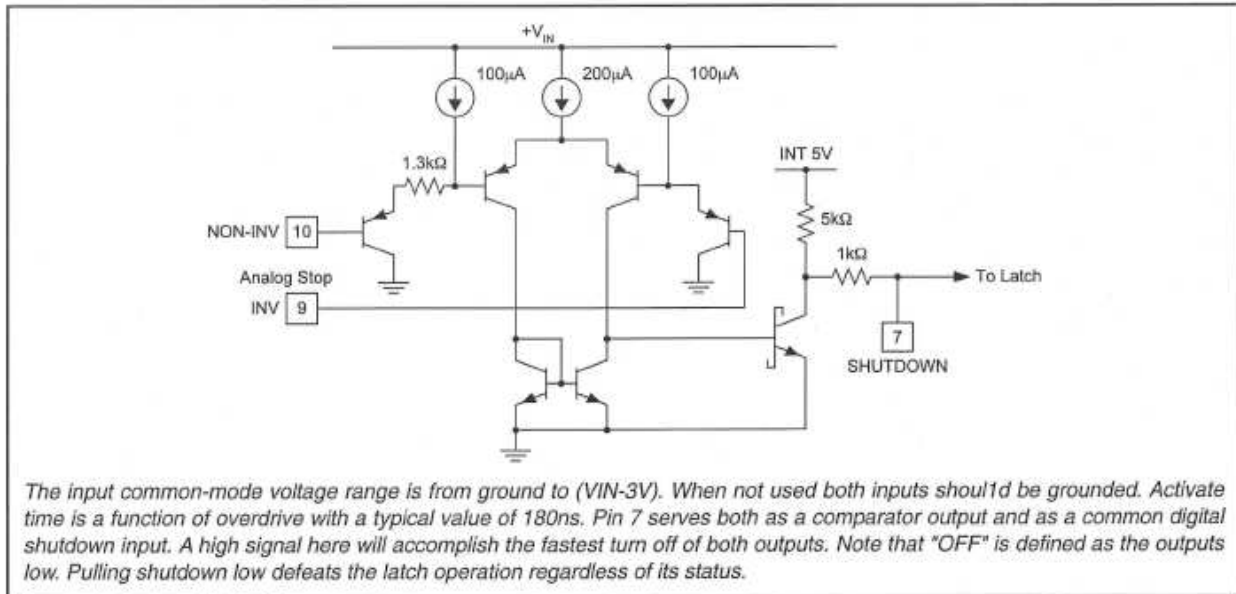 +VIN
100µA 200µA 100µA
INT 5V
1.3kΩ
5kΩ
NON-INV 10
1kΩ
To Latch
Analog Stop
INV 9
7
SHUTDOWN
The input common-mode voltage range is from ground to (VIN-3V). When not used both inputs shoul1d be grounded. Activate
time is a function of overdrive with a typical value of 180ns. Pin 7 serves both as a comparator output and as a common digital
shutdown input. A high signal here will accomplish the fastest turn off of both outputs. Note that "OFF" is defined as the outputs
low. Pulling shutdown low defeats the latch operation regardless of its status.